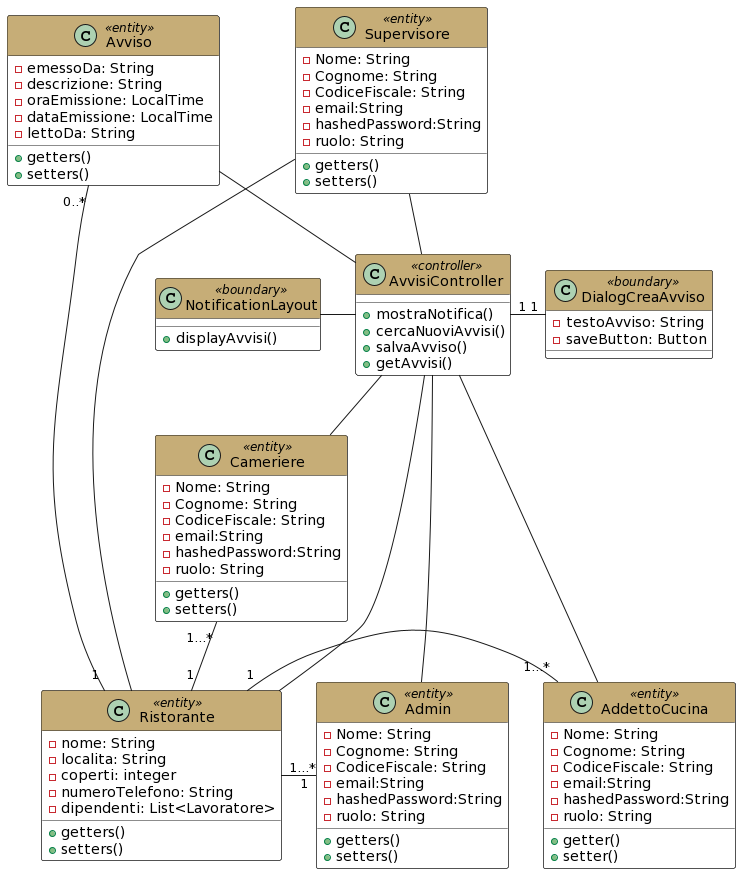 C
«entity»
Avviso
emessoDa: String
descrizione: String
oraEmissione: LocalTime
dataEmissione: LocalTime
lettoDa: String
getters()
setters()
C
«entity»
Supervisore
Nome: String
Cognome: String
CodiceFiscale: String
email:String
hashedPassword:String
ruolo: String
getters()
setters()
0..*
C
«boundary»
NotificationLayout
displayAvvisi()
C
«controller»
AvvisiController
mostraNotifica()
cercaNuoviAvvisi()
salvaAvviso()
getAvvisi()
1 1
C
«boundary»
DialogCreaAvviso
testoAvviso: String
saveButton: Button
C
«entity»
Cameriere
Nome: String
Cognome: String
CodiceFiscale: String
email:String
hashedPassword:String
ruolo: String
getters()
setters()
1...*
1
1
1
1...*
C
«entity»
Ristorante
nome: String
localita: String
coperti: integer
numeroTelefono: String
dipendenti: List<Lavoratore>
getters()
setters()
1...*
1
C
«entity»
Admin
Nome: String
Cognome: String
CodiceFiscale: String
email:String
hashedPassword:String
ruolo: String
getters()
setters()
C
«entity»
AddettoCucina
Nome: String
Cognome: String
CodiceFiscale: String
email:String
hashedPassword:String
ruolo: String
getter()
setter()